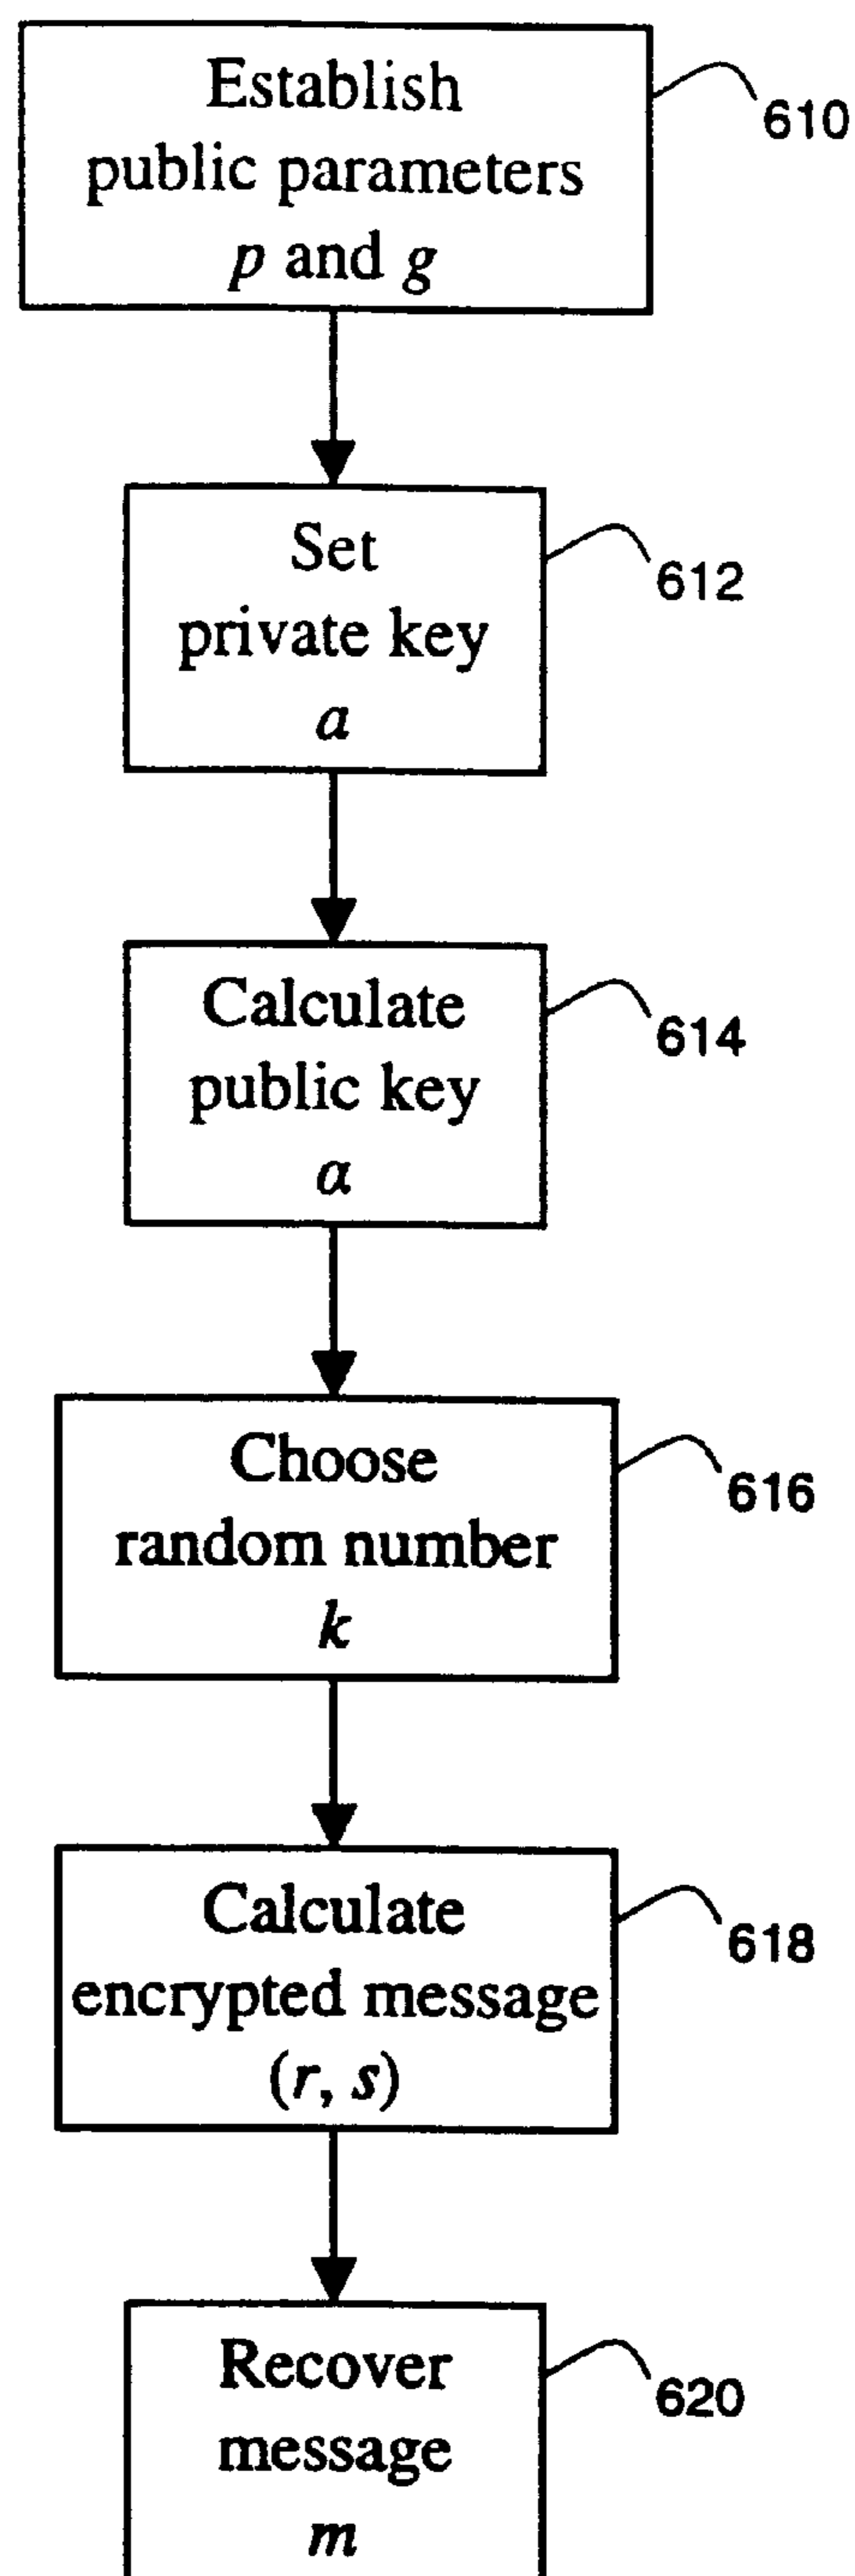 Establish
public parameters
p and g
610
Set
private key
a
612
Calculate
public key
α
614
Choose
random number
k
616
Calculate
encrypted message
(r, s)
618
Recover
message
m
620